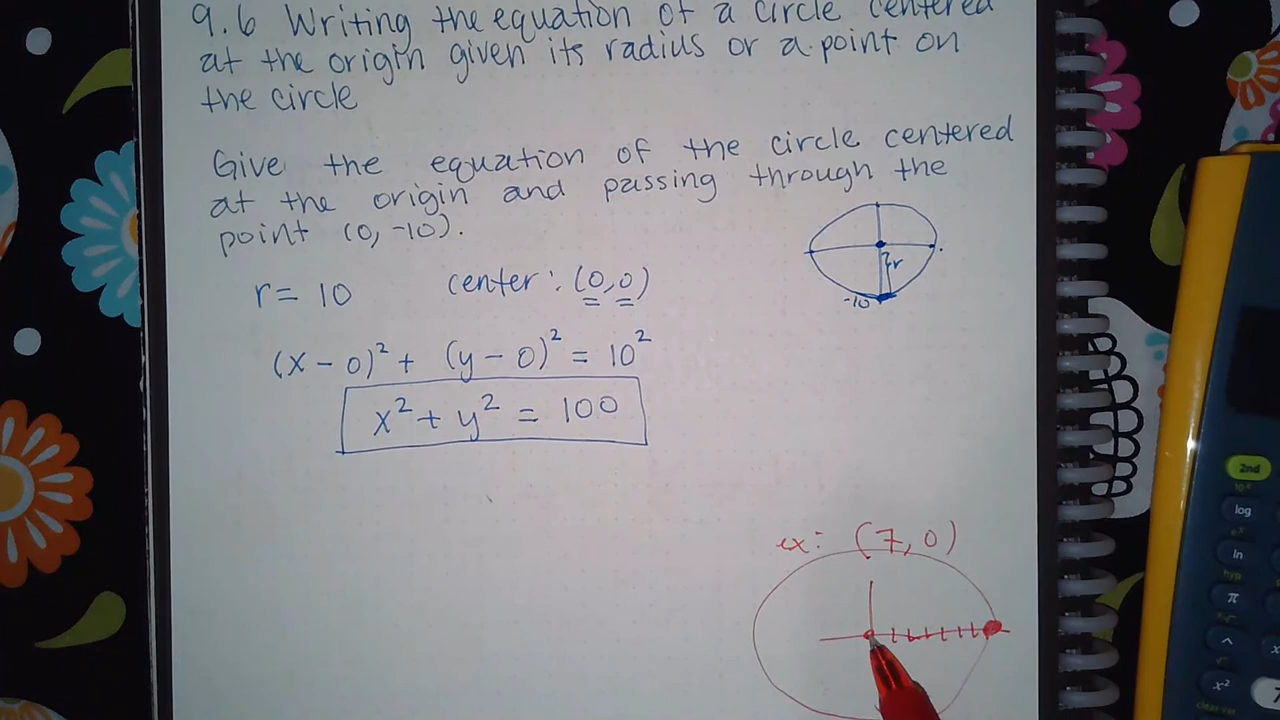 9.6 Writing the equation of a circle centered
at the origin given its radius or a point on
the circle
Give the equation of the circle centered
at the origin and passing through the
point (0, -10).
r
-10
r = 10 center: (0,0)
(x - 0)² + (y - 0)² = 10²
x² + y² = 100
ex: (7,0)
2nd
log
ln
π
^
x²
7